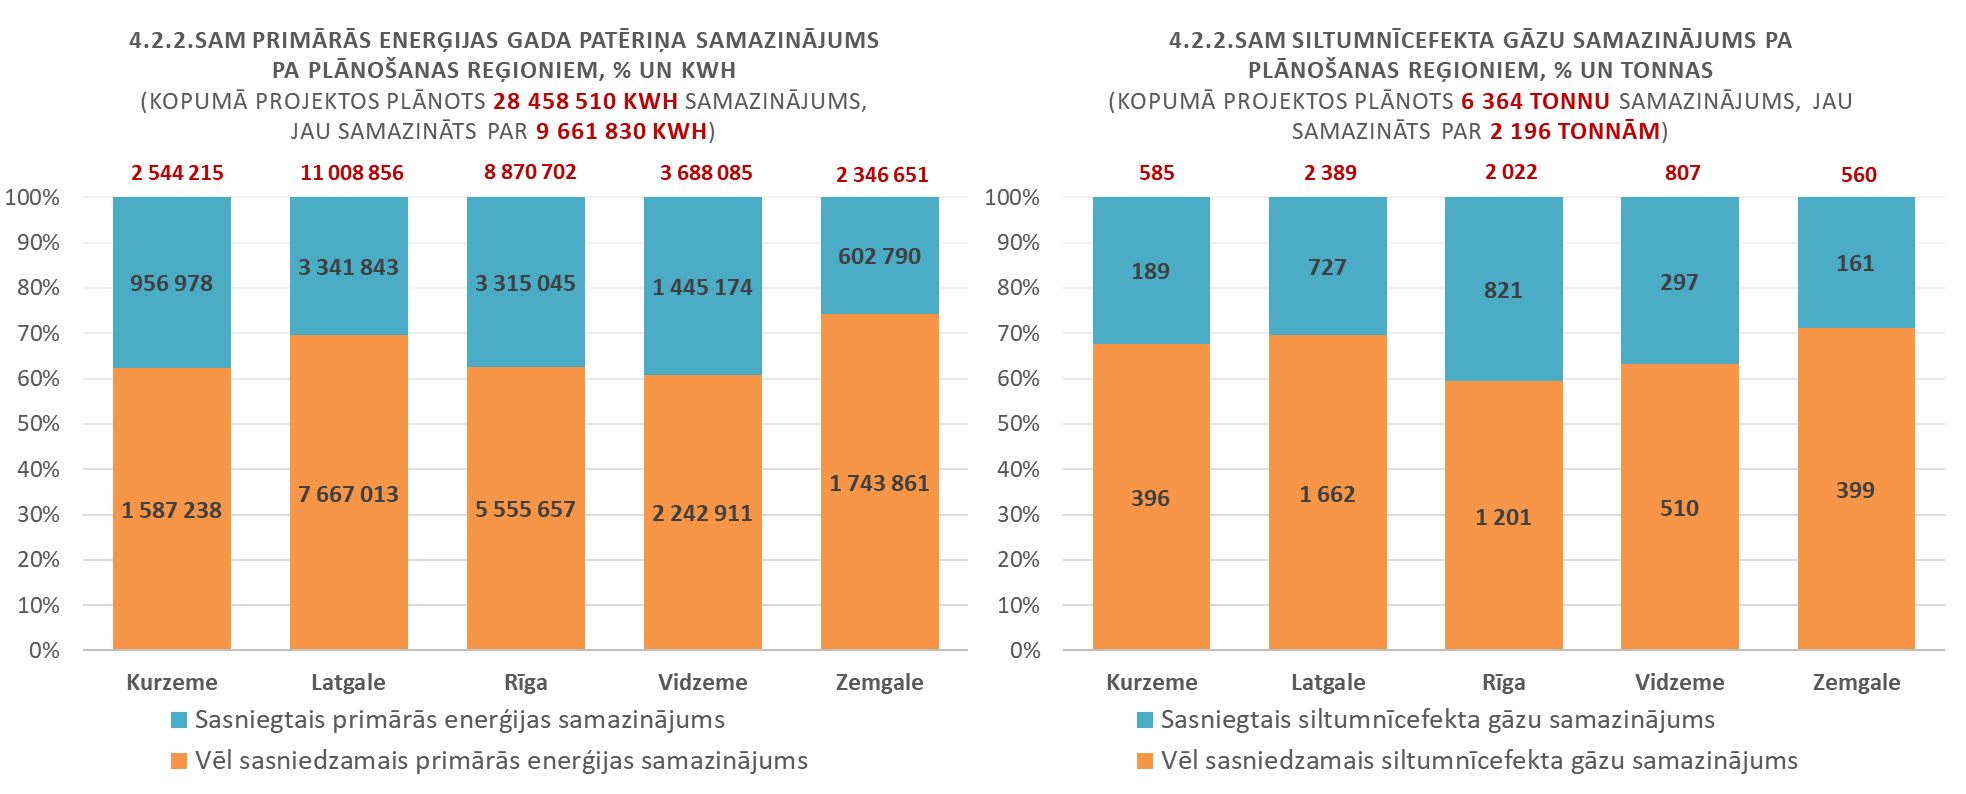 4.2.2.SAM PRIMĀRĀS ENERĢIJAS GADA PATĒRIŅA SAMAZINĀJUMS
PA PLĀNOŠANAS REĢIONIEM, % UN KWH
(KOPUMĀ PROJEKTOS PLĀNOTS 28 458 510 KWH SAMAZINĀJUMS,
JAU SAMAZINĀTS PAR 9 661 830 KWH)
2 544 215
11 008 856
8 870 702
3 688 085
2 346 651
100%
90%
80%
70%
60%
50%
40%
30%
20%
10%
0%
956 978
3 341 843
3 315 045
1 445 174
602 790
1 587 238
7 667 013
5 555 657
2 242 911
1 743 861
Kurzeme
Latgale
Rīga
Vidzeme
Zemgale
Sasniegtais primārās enerģijas samazinājums
Vēl sasniedzamais primārās enerģijas samazinājums
4.2.2.SAM SILTUMNĪCEFEKTA GĀZU SAMAZINĀJUMS PA
PLĀNOŠANAS REĢIONIEM, % UN TONNAS
(KOPUMĀ PROJEKTOS PLĀNOTS 6 364 TONNU SAMAZINĀJUMS, JAU
SAMAZINĀTS PAR 2 196 TONNĀM)
585
2 389
2 022
807
560
100%
90%
80%
70%
60%
50%
40%
30%
20%
10%
0%
189
727
821
297
161
396
1 662
1 201
510
399
Kurzeme
Latgale
Rīga
Vidzeme
Zemgale
Sasniegtais siltumnīcefekta gāzu samazinājums
Vēl sasniedzamais siltumnīcefekta gāzu samazinājums